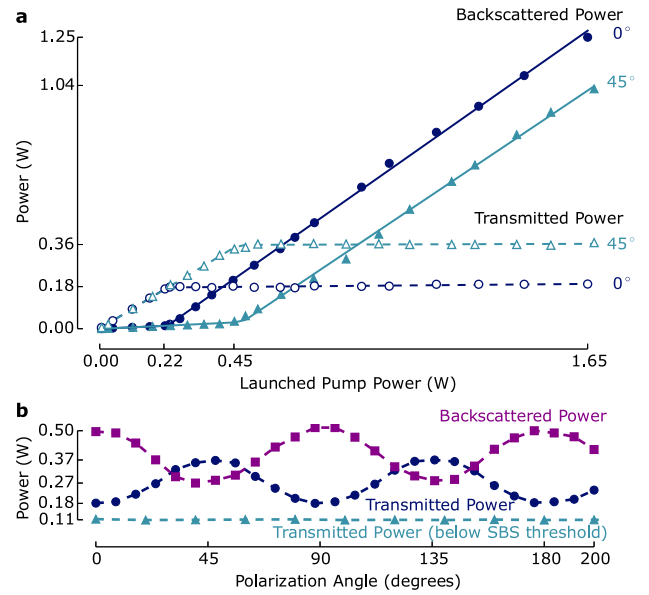 a
Backscattered Power
1.25
0°
1.04
45°
Power (W)
Transmitted Power
0.36
45°
0.18
0°
0.00
0.00 0.22 0.45 1.65
Launched Pump Power (W)
b
Backscattered Power
0.50
0.37
Power (W)
0.27
0.18
Transmitted Power
0.11
Transmitted Power (below SBS threshold)
0 45 90 135 180 200
Polarization Angle (degrees)